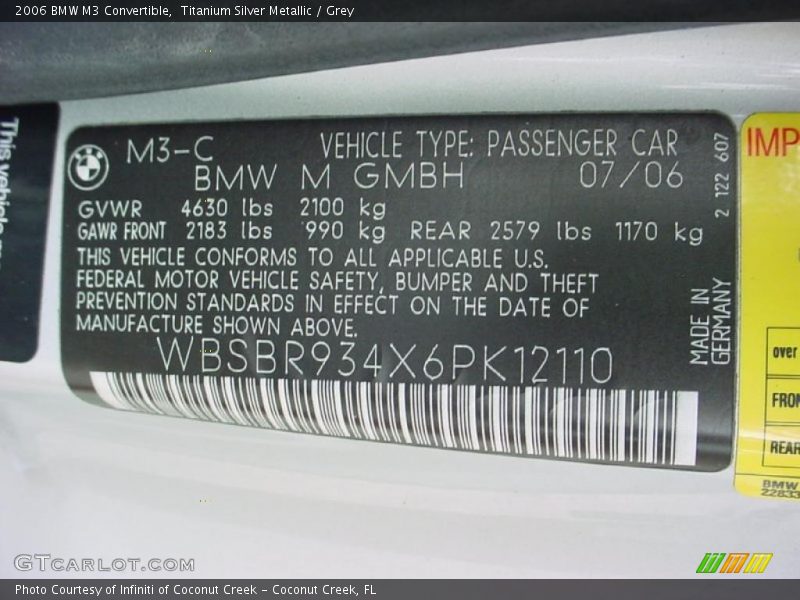 2006 BMW M3 Convertible, Titanium Silver Metallic / Grey
This vehicle
M3-C VEHICLE TYPE: PASSENGER CAR
BMW M GMBH 07/06
GVWR 4630 lbs 2100 kg
GAWR FRONT 2183 lbs 990 kg REAR 2579 lbs 1170 kg
THIS VEHICLE CONFORMS TO ALL APPLICABLE U.S.
FEDERAL MOTOR VEHICLE SAFETY, BUMPER AND THEFT
PREVENTION STANDARDS IN EFFECT ON THE DATE OF
MANUFACTURE SHOWN ABOVE.
WBSBR934X6PK12110
2 122 607
MADE IN
GERMANY
BMW
IMP
over
FRON
REAR
BMW
22833
GTCARLOT.COM
Photo Courtesy of Infiniti of Coconut Creek – Coconut Creek, FL